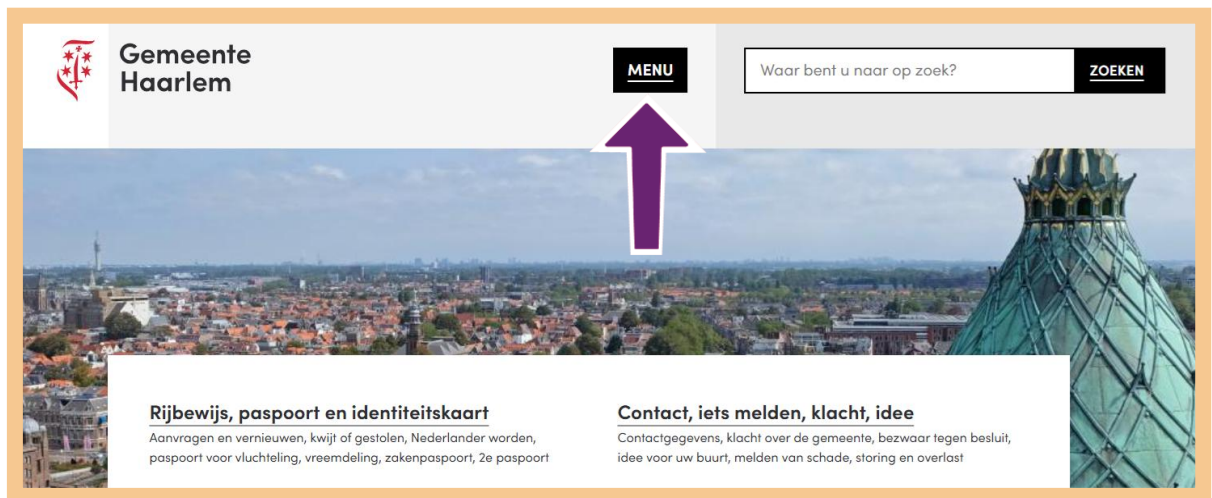 Gemeente
Haarlem
MENU
Waar bent u naar op zoek?
ZOEKEN
Rijbewijs, paspoort en identiteitskaart
Aanvragen en vernieuwen, kwijt of gestolen, Nederlander worden,
paspoort voor vluchteling, vreemdeling, zakenpaspoort, 2e paspoort
Contact, iets melden, klacht, idee
Contactgegevens, klacht over de gemeente, bezwaar tegen besluit,
idee voor uw buurt, melden van schade, storing en overlast